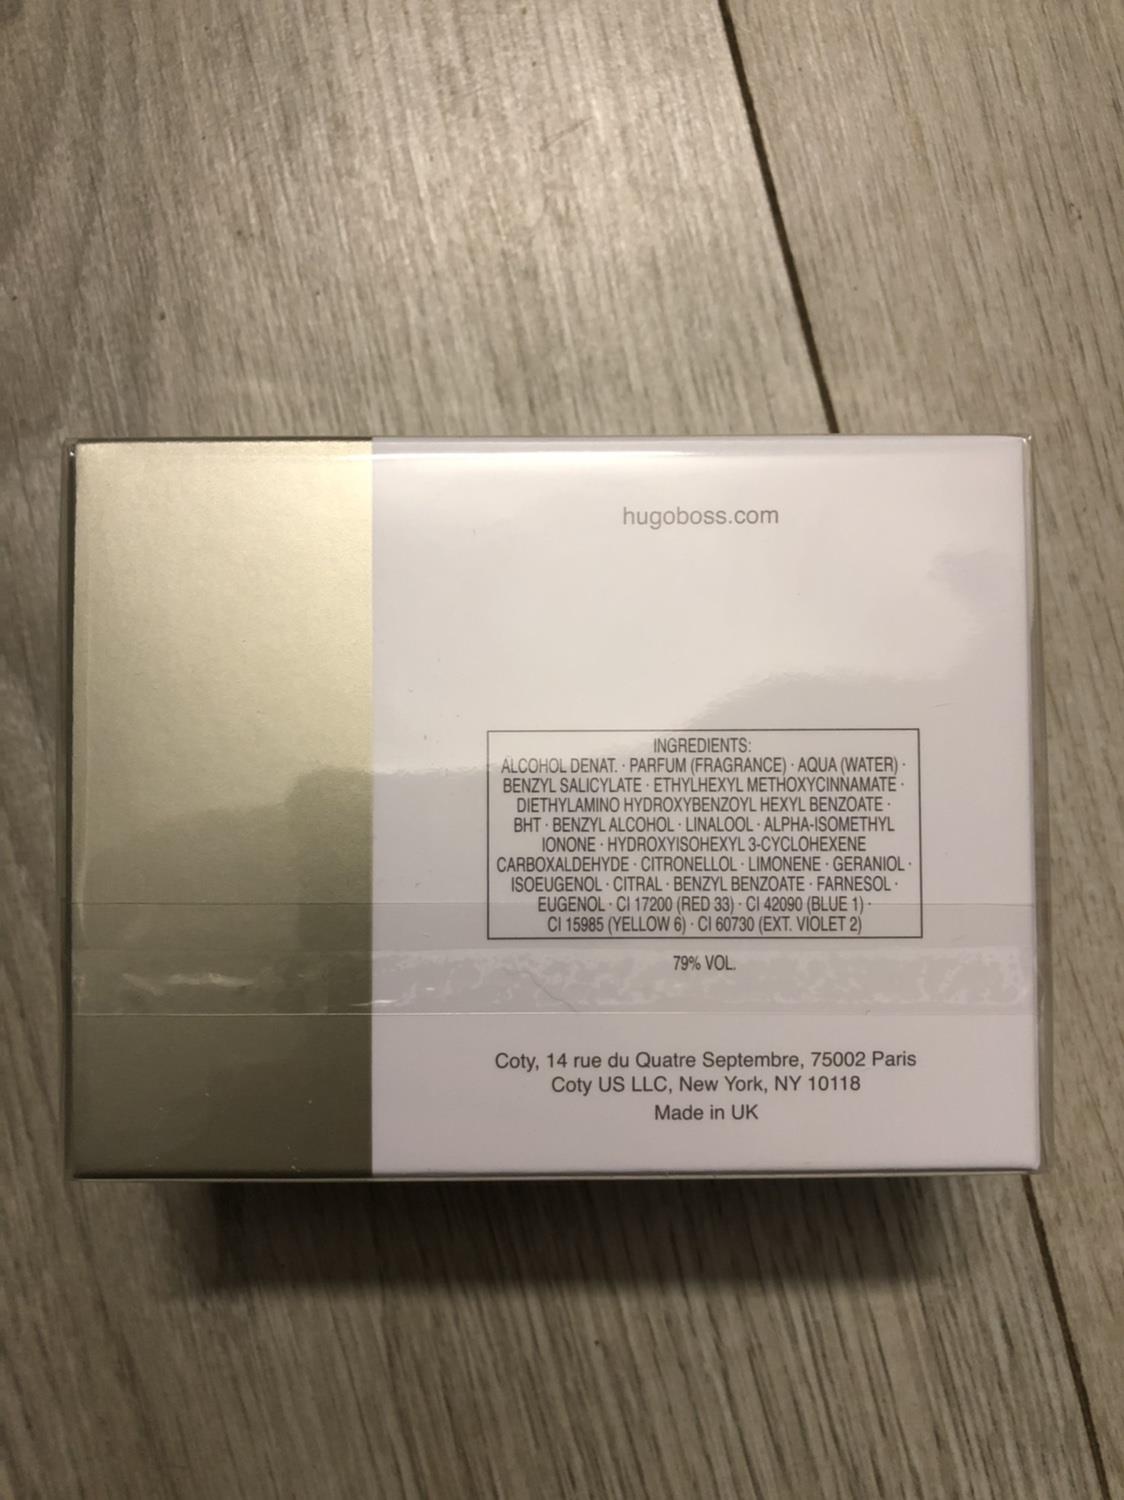 hugoboss.com
INGREDIENTS:
ALCOHOL DENAT. · PARFUM (FRAGRANCE) · AQUA (WATER) ·
BENZYL SALICYLATE · ETHYLHEXYL METHOXYCINNAMATE ·
DIETHYLAMINO HYDROXYBENZOYL HEXYL BENZOATE ·
BHT · BENZYL ALCOHOL · LINALOOL · ALPHA-ISOMETHYL
IONONE · HYDROXYISOHEXYL 3-CYCLOHEXENE
CARBOXALDEHYDE · CITRONELLOL · LIMONENE · GERANIOL ·
ISOEUGENOL · CITRAL · BENZYL BENZOATE · FARNESOL ·
EUGENOL · CI 17200 (RED 33) · CI 42090 (BLUE 1) ·
CI 15985 (YELLOW 6) · CI 60730 (EXT. VIOLET 2)
79% VOL.
Coty, 14 rue du Quatre Septembre, 75002 Paris
Coty US LLC, New York, NY 10118
Made in UK